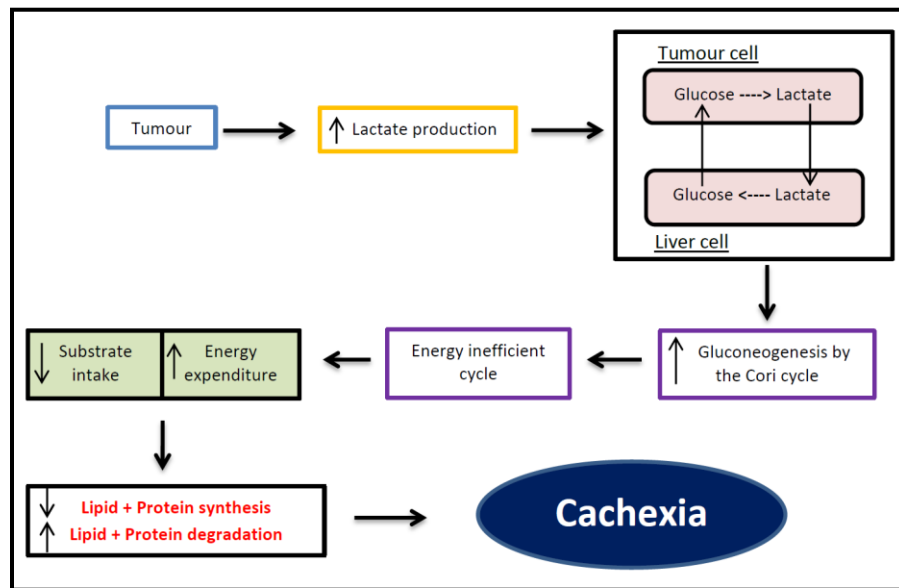 Tumour cell
Glucose ----> Lactate
Tumour
Lactate production
Glucose <---- Lactate
Liver cell
Substrate
intake
Energy
expenditure
Energy inefficient
cycle
Gluconeogenesis by
the Cori cycle
Lipid + Protein synthesis
Lipid + Protein degradation
Cachexia